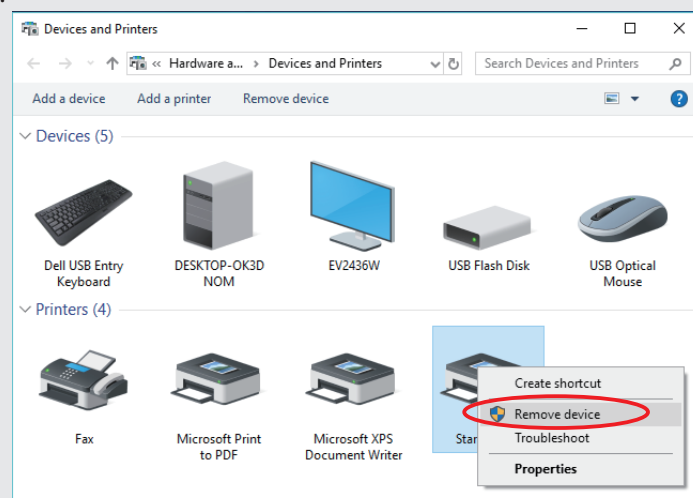 Devices and Printers
« Hardware a... > Devices and Printers
Search Devices and Printers
Add a device Add a printer Remove device
?
Devices (5)
Dell USB Entry
Keyboard
DESKTOP-OK3D
NOM
EV2436W
USB Flash Disk
USB Optical
Mouse
Printers (4)
Fax
Microsoft Print
to PDF
Microsoft XPS
Document Writer
Star
Create shortcut
Remove device
Troubleshoot
Properties